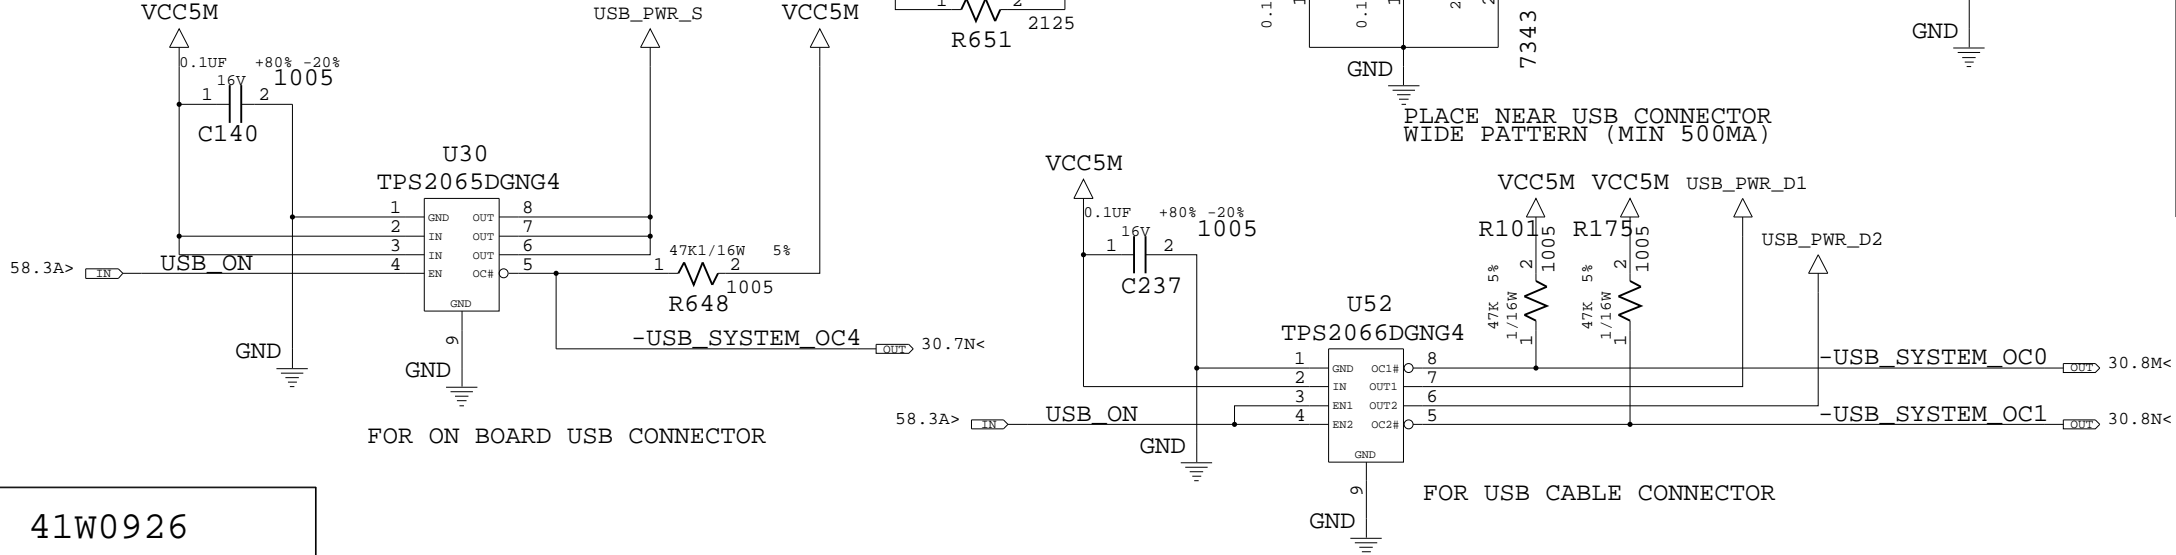 VCC5M
USB_PWR_S
VCC5M
1
2
2125
R651
0.1
1
0.1
1
2
2
7343
GND
GND
PLACE NEAR USB CONNECTOR
WIDE PATTERN (MIN 500MA)
0.1UF +80% -20%
16V 1005
1 2
C140
U30
TPS2065DGNG4
1 GND OUT 8
2 IN OUT 7
3 IN OUT 6
4 EN OC# 5
GND
9
GND
GND
58.3A> IN USB_ON
47K1/16W 5%
1 2
1005
R648
-USB_SYSTEM_OC4 OUT 30.7N<
FOR ON BOARD USB CONNECTOR
VCC5M
0.1UF +80% -20%
16V 1005
1 2
C237
VCC5M VCC5M USB_PWR_D1
R101 1005 R175 1005
USB_PWR_D2
2 2
47K 5% 1/16W
47K 5% 1/16W
1 1
U52
TPS2066DGNG4
1 GND OC1# 8
2 IN OUT1 7
3 EN1 OUT2 6
4 EN2 OC2# 5
GND
9
GND
GND
58.3A> IN USB_ON
-USB_SYSTEM_OC0 OUT 30.8M<
-USB_SYSTEM_OC1 OUT 30.8N<
FOR USB CABLE CONNECTOR
41W0926